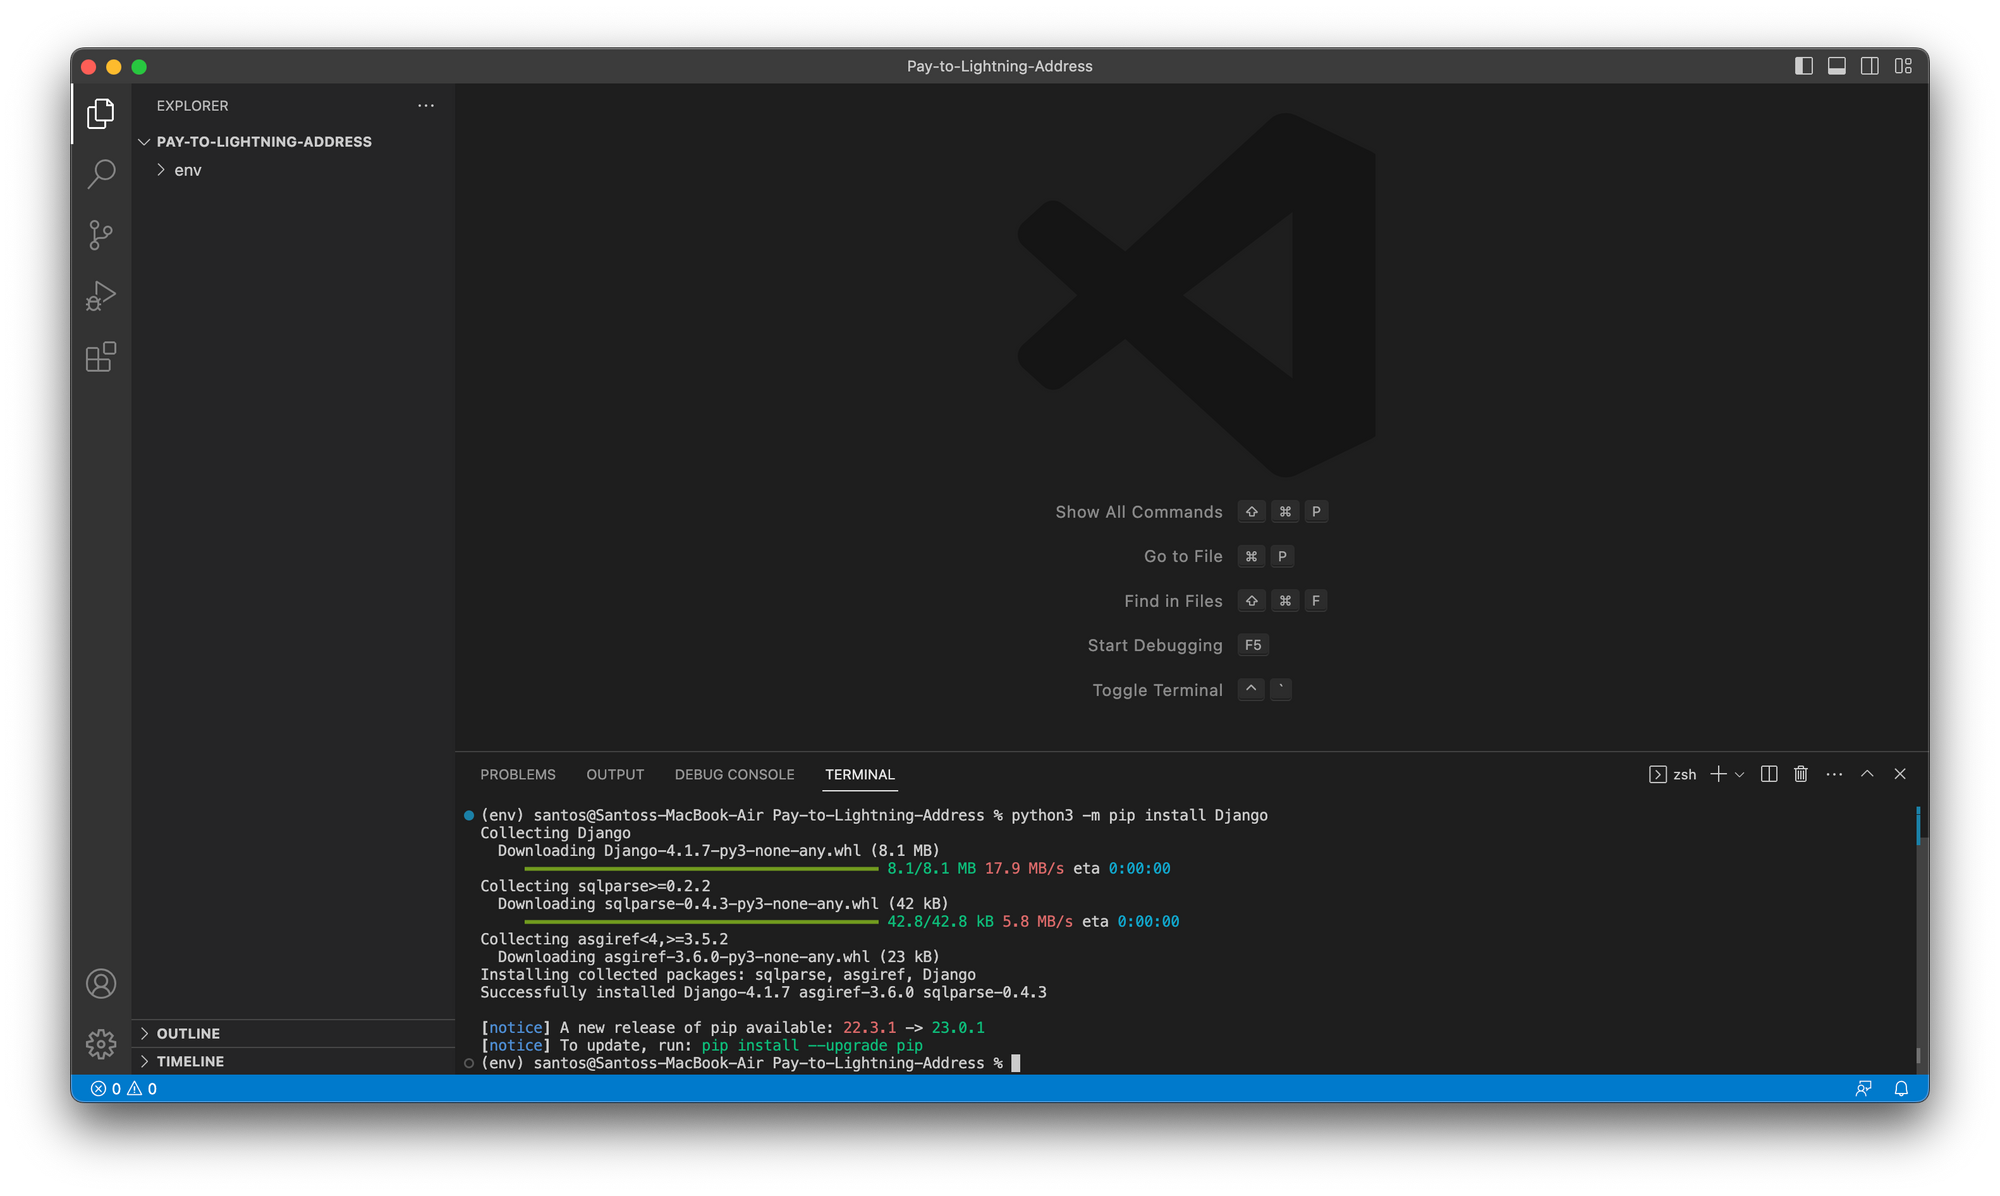 Pay-to-Lightning-Address
EXPLORER
PAY-TO-LIGHTNING-ADDRESS
env
OUTLINE
TIMELINE
Show All Commands ⇧ ⌘ P
Go to File ⌘ P
Find in Files ⇧ ⌘ F
Start Debugging F5
Toggle Terminal ^ `
PROBLEMS OUTPUT DEBUG CONSOLE TERMINAL zsh
(env) santos@Santoss-MacBook-Air Pay-to-Lightning-Address % python3 -m pip install Django
Collecting Django
Downloading Django-4.1.7-py3-none-any.whl (8.1 MB)
8.1/8.1 MB 17.9 MB/s eta 0:00:00
Collecting sqlparse>=0.2.2
Downloading sqlparse-0.4.3-py3-none-any.whl (42 kB)
42.8/42.8 kB 5.8 MB/s eta 0:00:00
Collecting asgiref<4,>=3.5.2
Downloading asgiref-3.6.0-py3-none-any.whl (23 kB)
Installing collected packages: sqlparse, asgiref, Django
Successfully installed Django-4.1.7 asgiref-3.6.0 sqlparse-0.4.3
[notice] A new release of pip available: 22.3.1 -> 23.0.1
[notice] To update, run: pip install --upgrade pip
(env) santos@Santoss-MacBook-Air Pay-to-Lightning-Address %
0 0